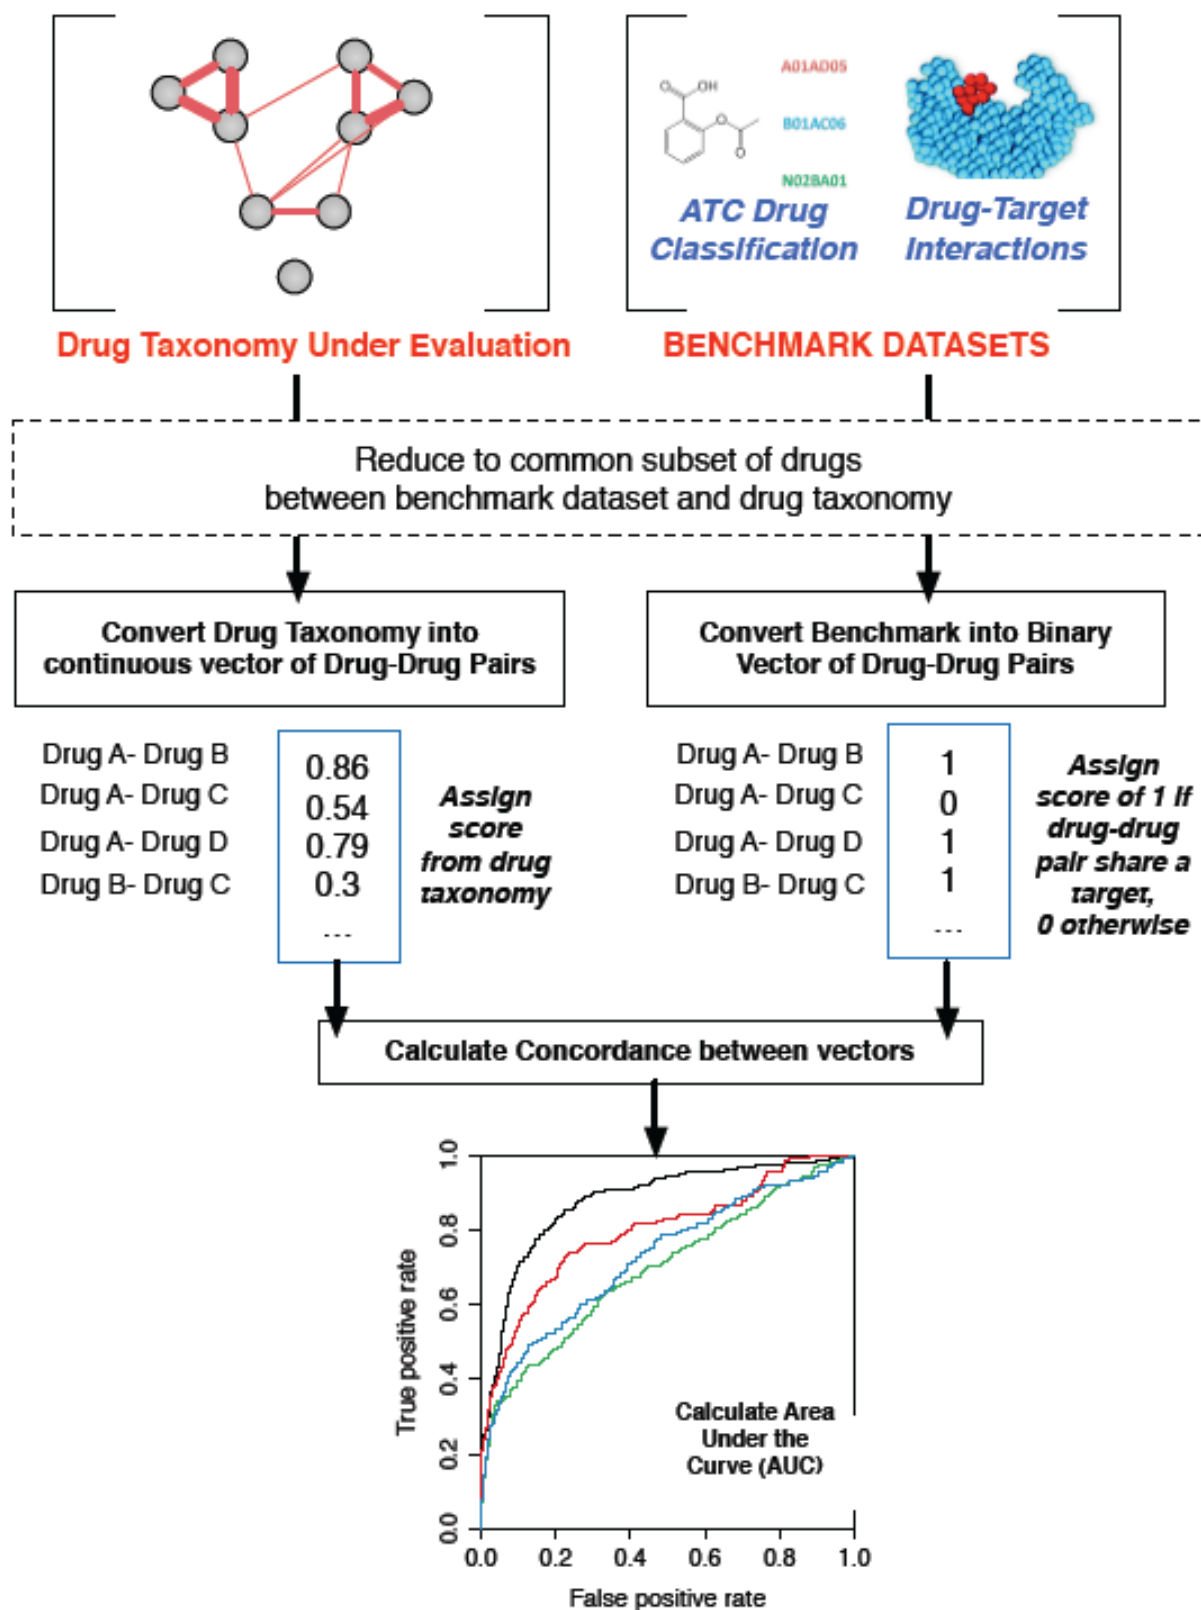 O
OH
O
O
A01AD05
B01AC06
N02BA01
ATC Drug
Classification
Drug-Target
Interactions
Drug Taxonomy Under Evaluation
BENCHMARK DATASETS
Reduce to common subset of drugs
between benchmark dataset and drug taxonomy
Convert Drug Taxonomy into
continuous vector of Drug-Drug Pairs
Convert Benchmark into Binary
Vector of Drug-Drug Pairs
Drug A- Drug B
Drug A- Drug C
Drug A- Drug D
Drug B- Drug C
0.86
0.54
0.79
0.3
...
Assign
score
from drug
taxonomy
Drug A- Drug B
Drug A- Drug C
Drug A- Drug D
Drug B- Drug C
1
0
1
1
...
Assign
score of 1 if
drug-drug
pair share a
target,
0 otherwise
Calculate Concordance between vectors
True positive rate
1.0
0.8
0.6
0.4
0.2
0.0
Calculate Area
Under the
Curve (AUC)
0.0 0.2 0.4 0.6 0.8 1.0
False positive rate